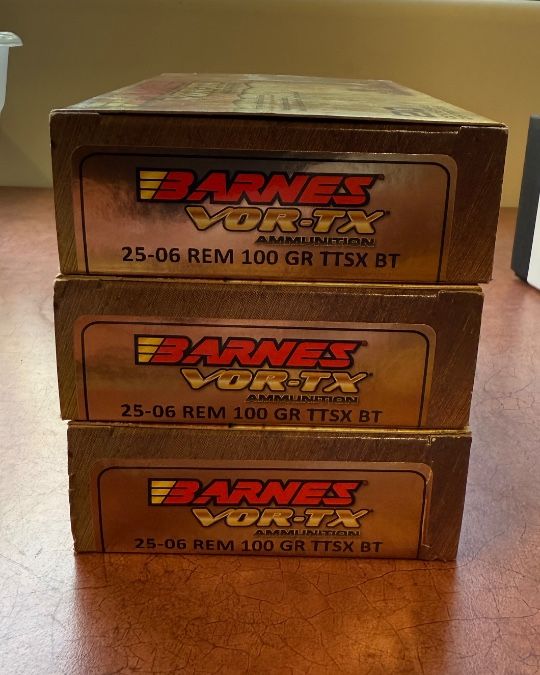 BARNES
VOR-TX
AMMUNITION
25-06 REM 100 GR TTSX BT
BARNES
VOR-TX
AMMUNITION
25-06 REM 100 GR TTSX BT
BARNES
VOR-TX
AMMUNITION
25-06 REM 100 GR TTSX BT